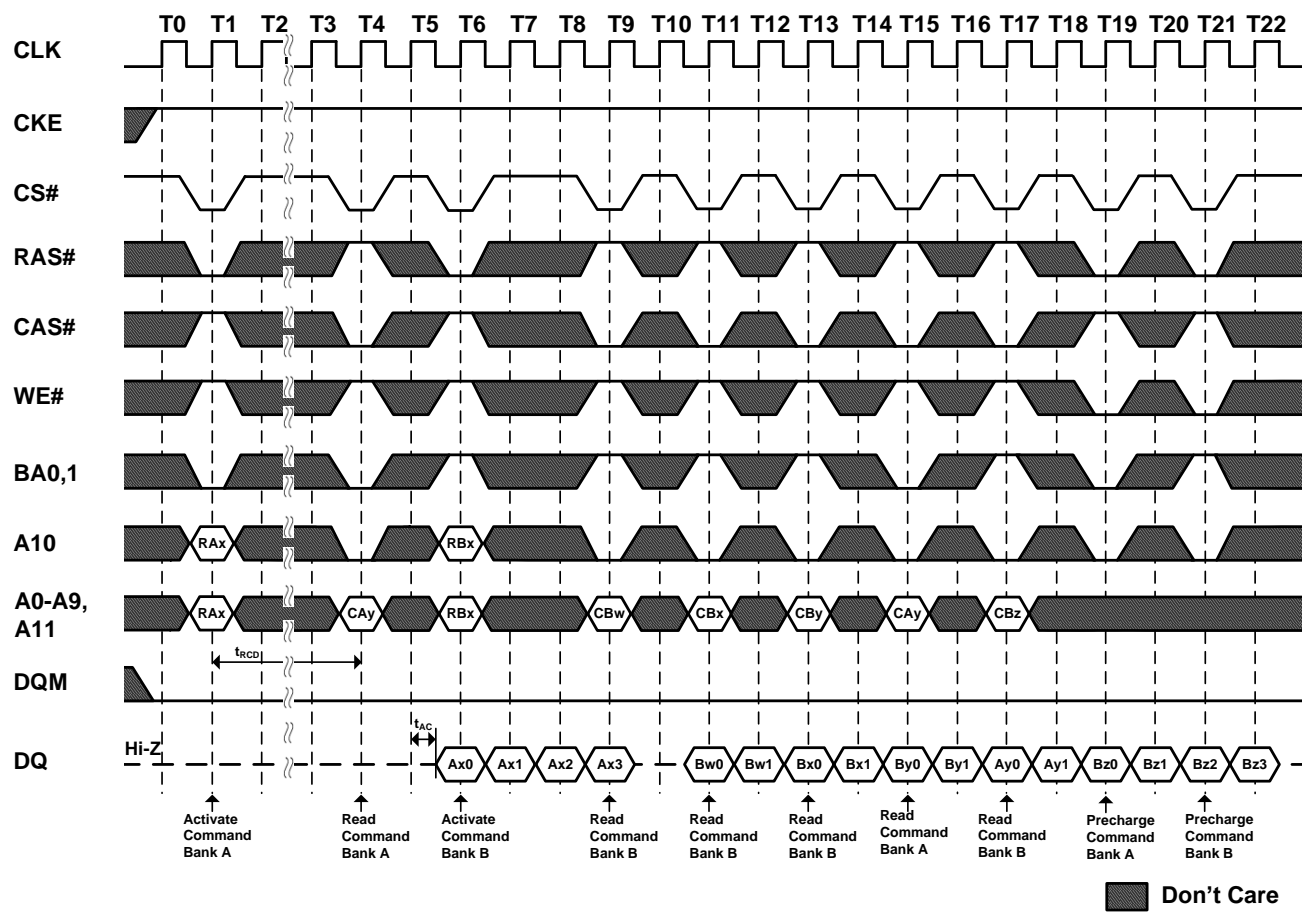 T0 T1 T2 T3 T4 T5 T6 T7 T8 T9 T10 T11 T12 T13 T14 T15 T16 T17 T18 T19 T20 T21 T22
CLK
CKE
CS#
RAS#
CAS#
WE#
BA0,1
A10
RAx RBx
A0-A9,
A11
RAx CAy RBx CBw CBx CBy CAy CBz
tRCD
DQM
tAC
Hi-Z
DQ
Ax0 Ax1 Ax2 Ax3 Bw0 Bw1 Bx0 Bx1 By0 By1 Ay0 Ay1 Bz0 Bz1 Bz2 Bz3
Activate
Command
Bank A
Read
Command
Bank A
Activate
Command
Bank B
Read
Command
Bank B
Read
Command
Bank B
Read
Command
Bank B
Read
Command
Bank A
Read
Command
Bank B
Precharge
Command
Bank A
Precharge
Command
Bank B
Don't Care